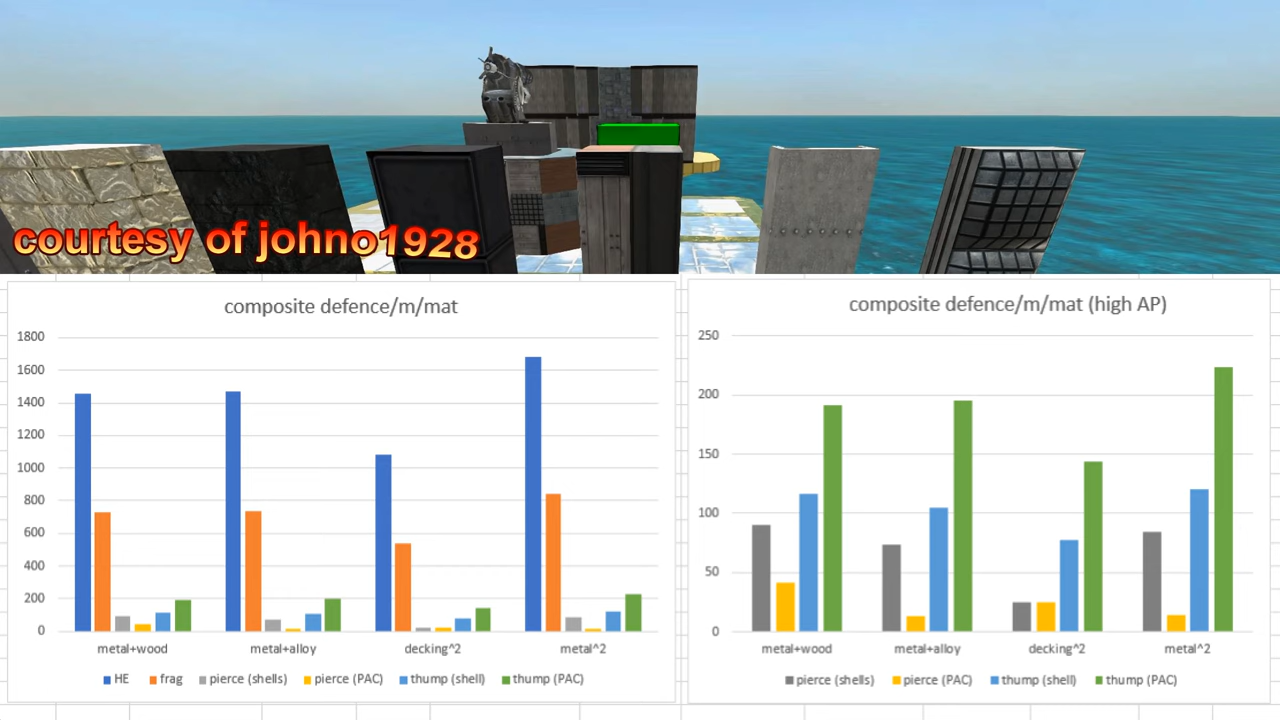 courtesy of johno1928
composite defence/m/mat
1800
1600
1400
1200
1000
800
600
400
200
0
metal+wood metal+alloy decking^2 metal^2
HE frag pierce (shells) pierce (PAC) thump (shell) thump (PAC)
composite defence/m/mat (high AP)
250
200
150
100
50
0
metal+wood metal+alloy decking^2 metal^2
pierce (shells) pierce (PAC) thump (shell) thump (PAC)